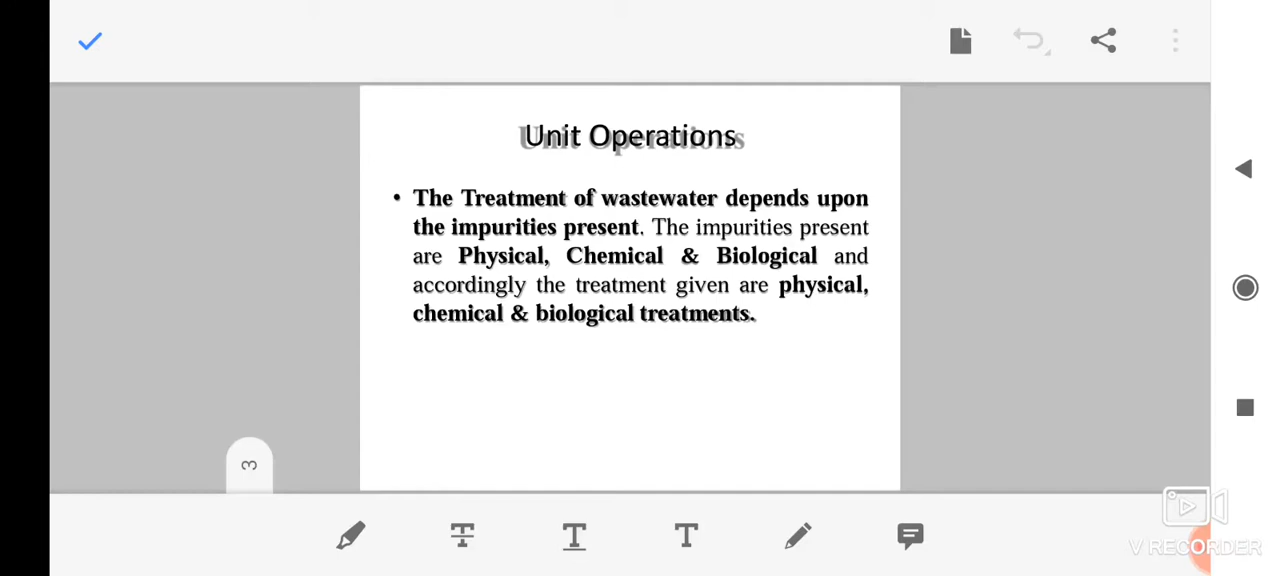 Unit Operations
• The Treatment of wastewater depends upon
the impurities present. The impurities present
are Physical, Chemical & Biological and
accordingly the treatment given are physical,
chemical & biological treatments.
3
V RECORDER